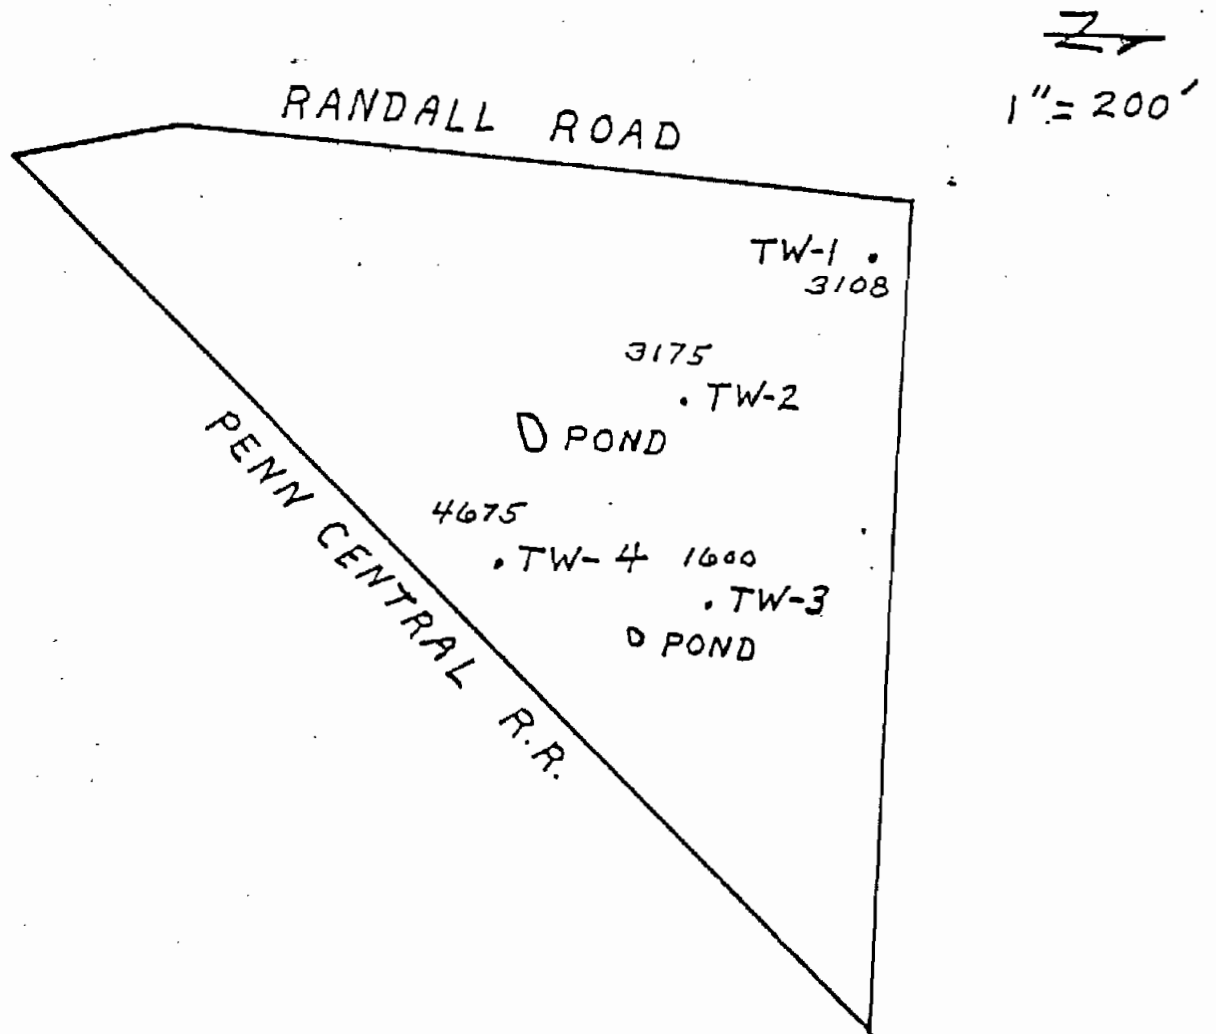 N
1" = 200'
RANDALL ROAD
TW-1
3108
3175
TW-2
POND
4675
TW-4
1600
TW-3
POND
PENN CENTRAL R.R.